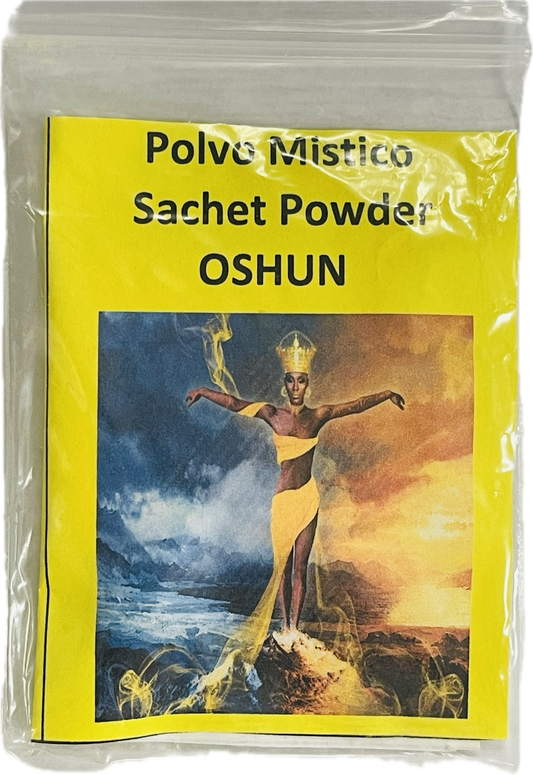 Polvo Mistico
Sachet Powder
OSHUN